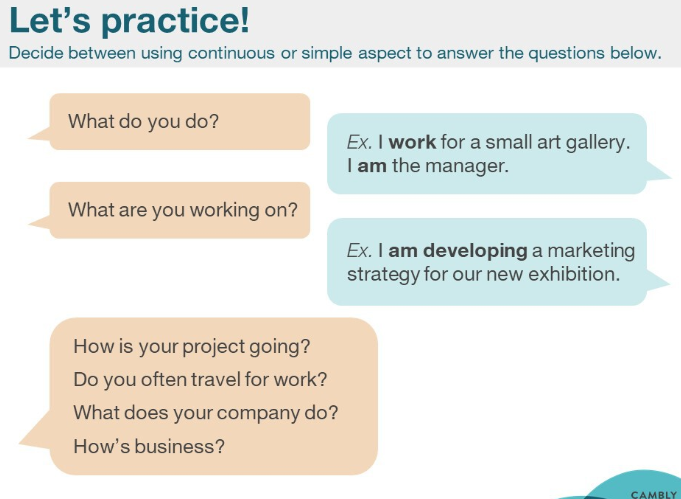 Let's practice!
Decide between using continuous or simple aspect to answer the questions below.
What do you do?
Ex. I work for a small art gallery.
I am the manager.
What are you working on?
Ex. I am developing a marketing
strategy for our new exhibition.
How is your project going?
Do you often travel for work?
What does your company do?
How's business?
CAMBLY